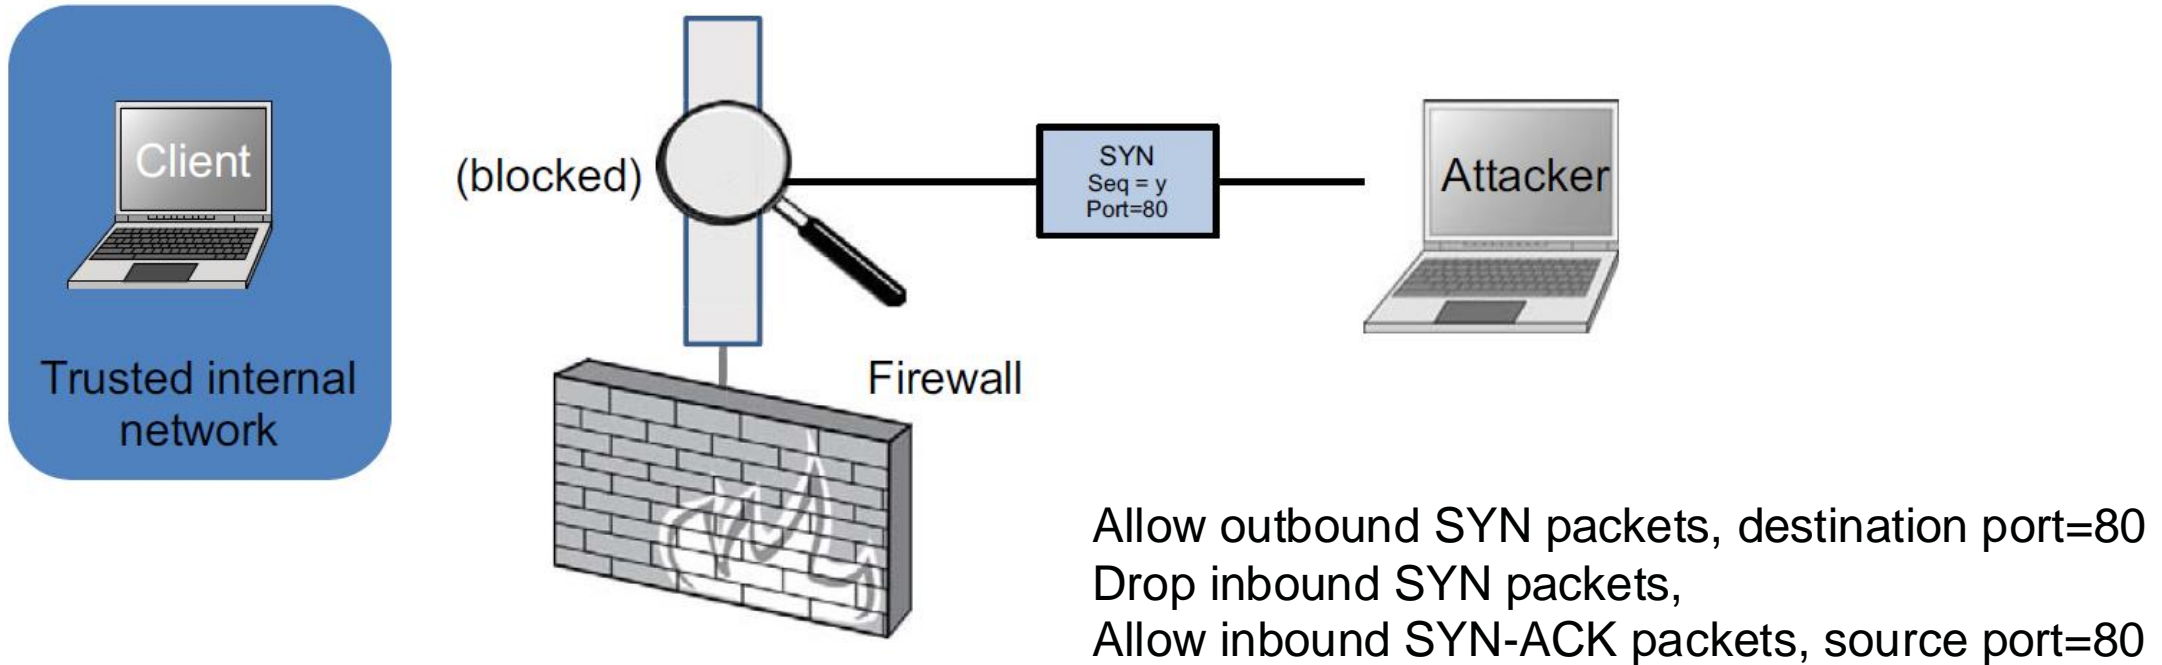 Client
Trusted internal
network
(blocked)
SYN
Seq = y
Port=80
Attacker
Firewall
Allow outbound SYN packets, destination port=80
Drop inbound SYN packets,
Allow inbound SYN-ACK packets, source port=80